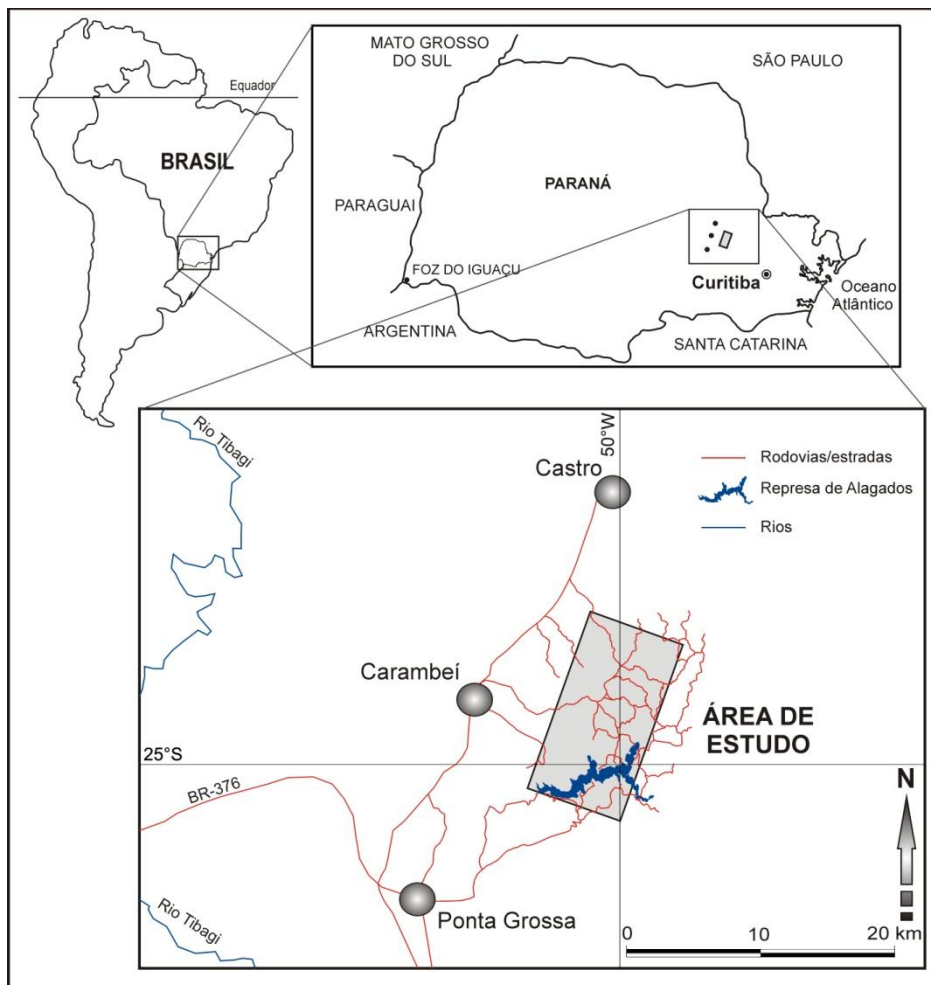 MATO GROSSO
DO SUL
SÃO PAULO
Equador
BRASIL
PARANÁ
PARAGUAI
FOZ DO IGUAÇU
Curitiba
Oceano
Atlântico
ARGENTINA
SANTA CATARINA
Rio Tibagi
50°W
Castro
Rodovias/estradas
Represa de Alagados
Rios
Carambeí
ÁREA DE
ESTUDO
25°S
BR-376
N
Rio Tibagi
Ponta Grossa
0 10 20 km